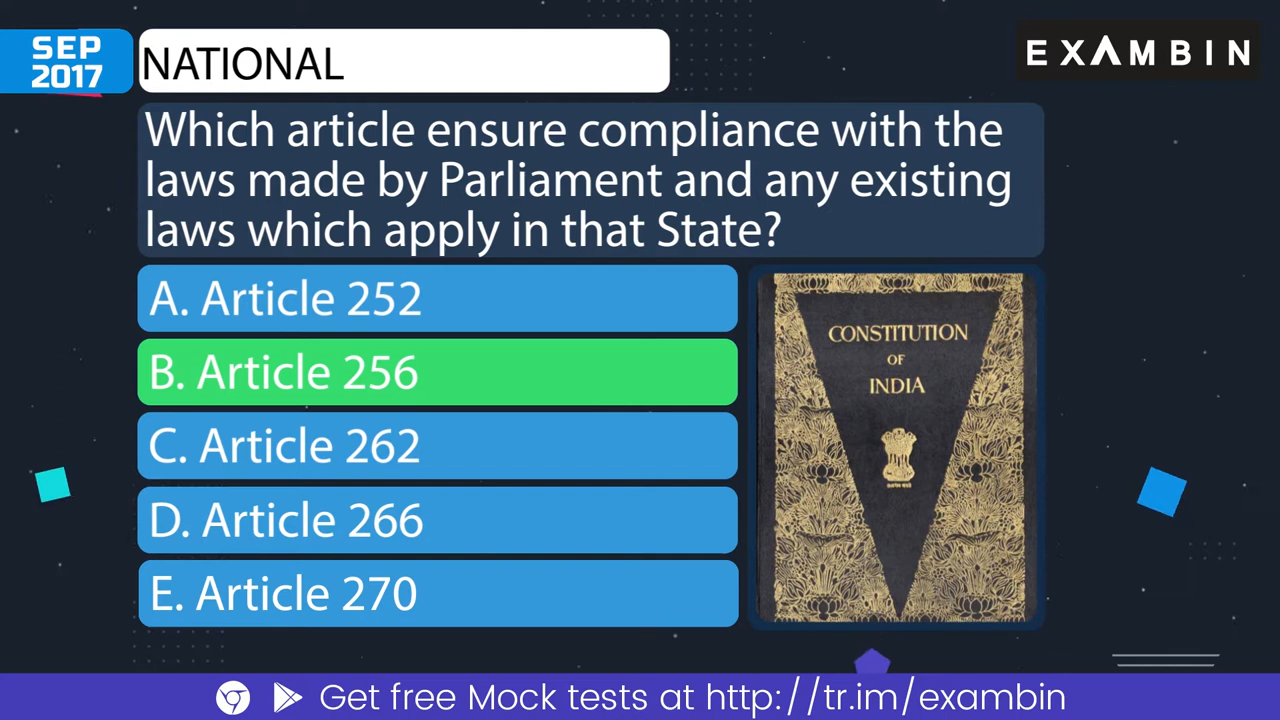 SEP
2017
NATIONAL
EXAMBIN
Which article ensure compliance with the
laws made by Parliament and any existing
laws which apply in that State?
A. Article 252
B. Article 256
C. Article 262
D. Article 266
E. Article 270
CONSTITUTION
OF
INDIA
Get free Mock tests at http://tr.im/exambin